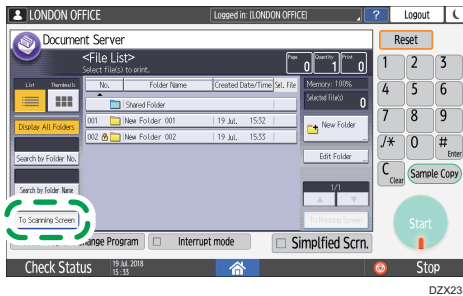 LONDON OFFICE
Logged in: [LONDON OFFICE]
?
Logout
Document Server
<File List>
Select file(s) to print.
Page 0
Quantity 1
Print 0
Reset
List Thumbnails
No. Folder Name Created Date/Time Sel. File
Shared Folder
001 New Folder 001 19 Jul. 15:32
002 New Folder 002 19 Jul. 15:33
Memory: 100%
Selected File(s)
0
New Folder
Edit Folder
1/1
To Printing Screen
Display All Folders
Search by Folder No.
Search by Folder Name
To Scanning Screen
1 2 3
4 5 6
7 8 9
./* 0 #
Enter
C Clear
Sample Copy
Start
hange Program
Interrupt mode
Simplfied Scrn.
Check Status
19 Jul. 2018
15 : 33
Stop
DZX23